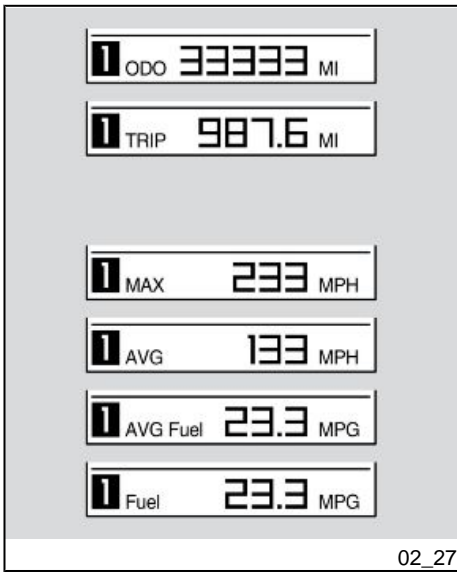 1 ODO 33333 MI
1 TRIP 987.6 MI
1 MAX 233 MPH
1 AVG 133 MPH
1 AVG Fuel 23.3 MPG
1 Fuel 23.3 MPG
02_27